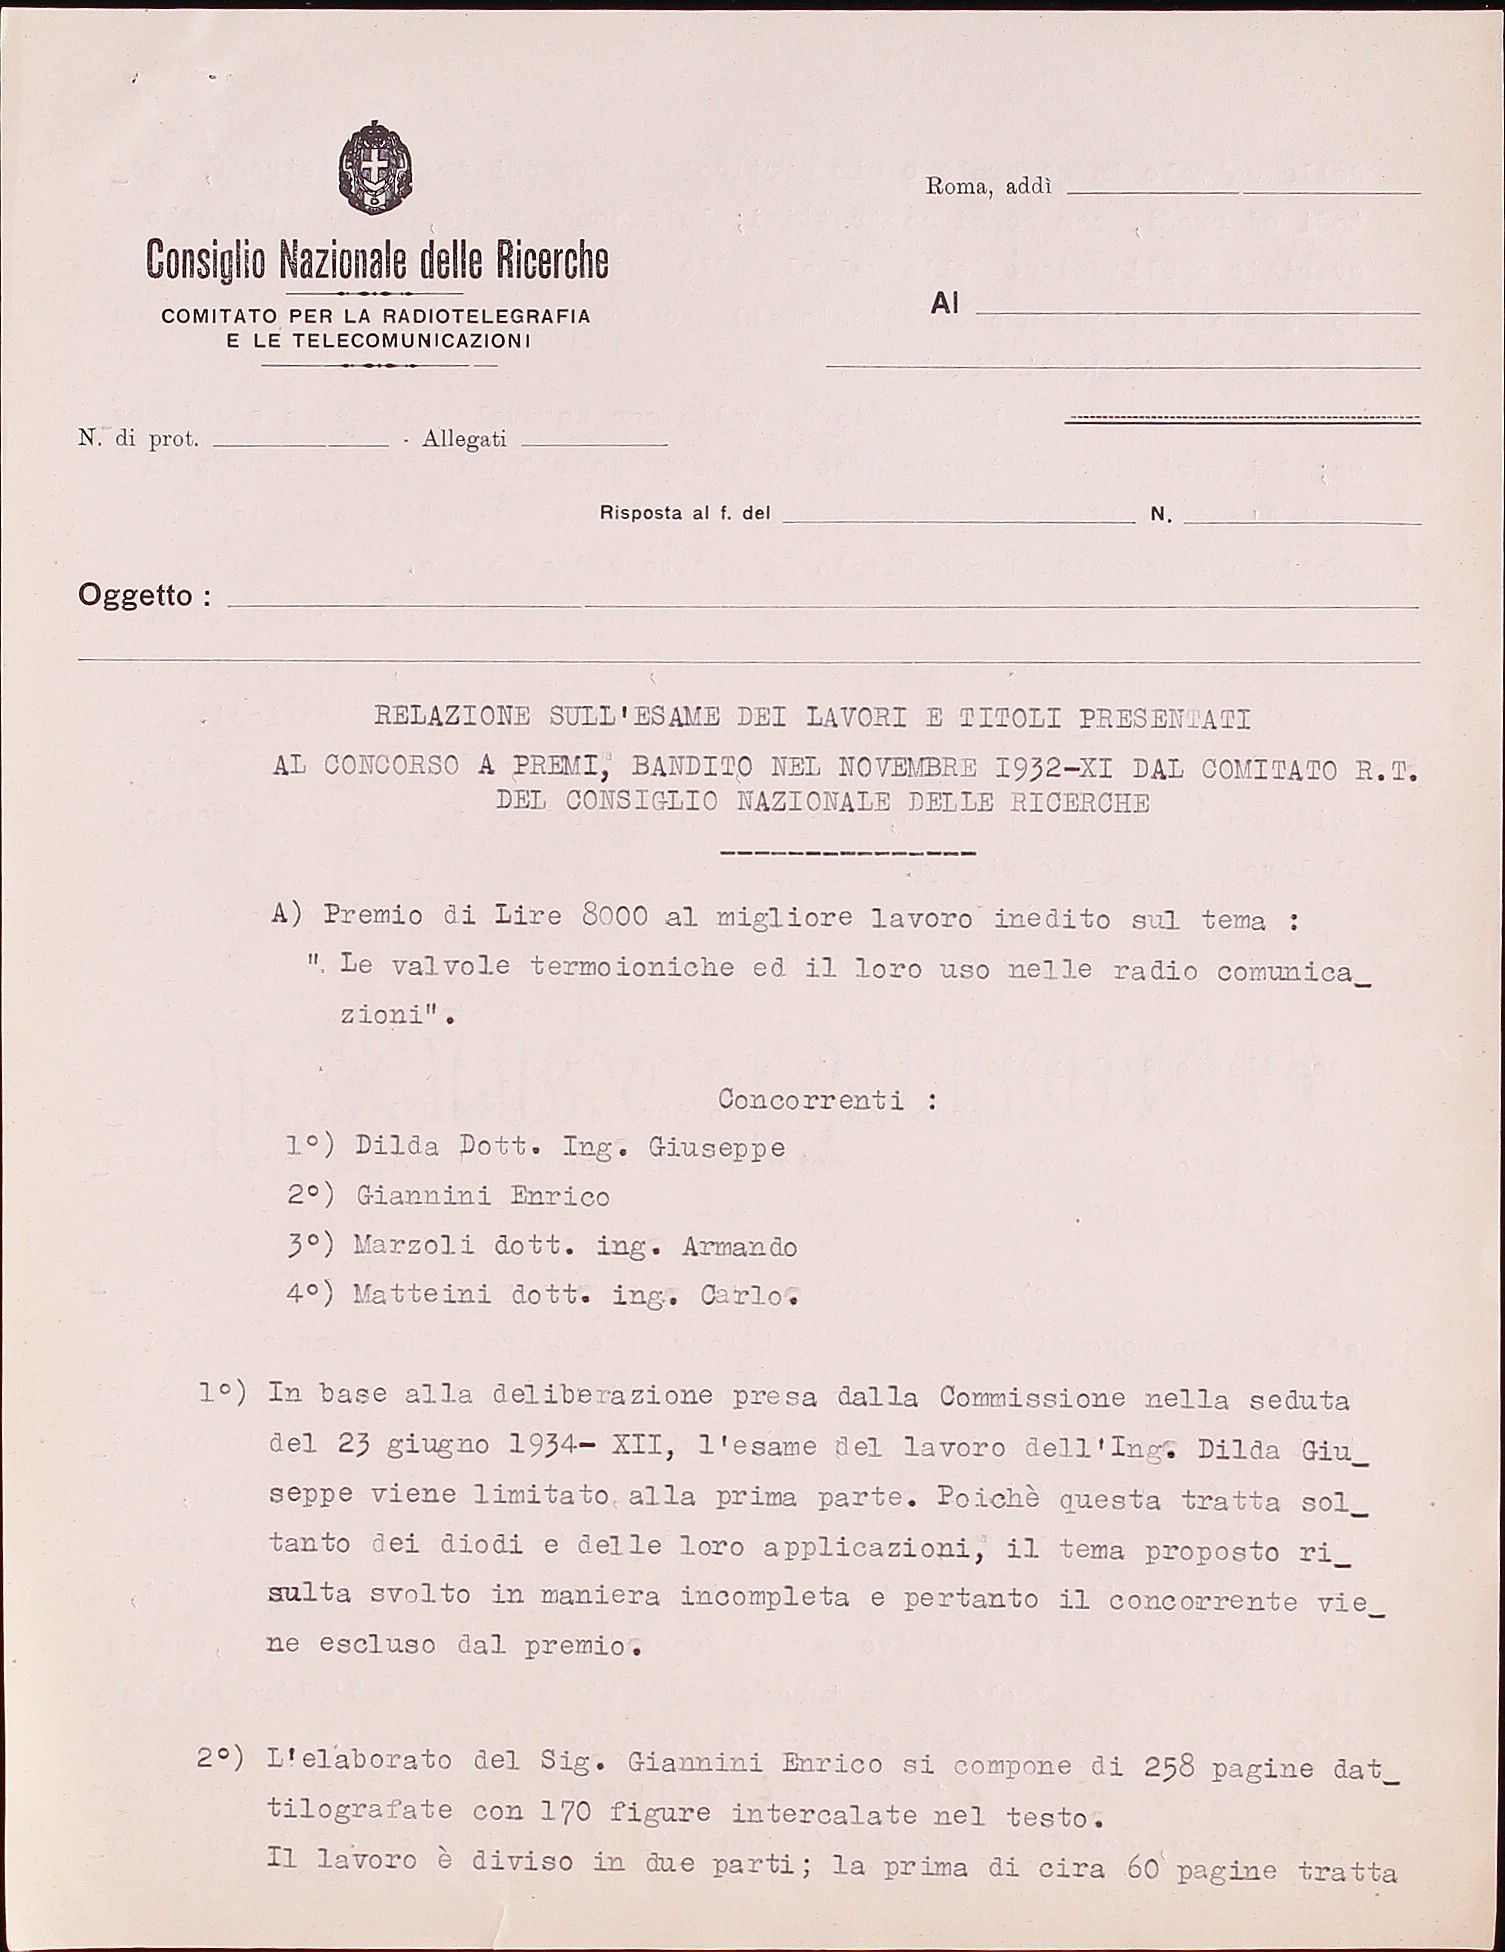 Roma, addì
Consiglio Nazionale delle Ricerche
COMITATO PER LA RADIOTELEGRAFIA
E LE TELECOMUNICAZIONI
Al
N. di prot. - Allegati
Risposta al f. del N.
Oggetto :
RELAZIONE SULL'ESAME DEI LAVORI E TITOLI PRESENTATI
AL CONCORSO A PREMI, BANDITO NEL NOVEMBRE 1932-XI DAL COMITATO R.T.
DEL CONSIGLIO NAZIONALE DELLE RICERCHE
---------------
A) Premio di Lire 8000 al migliore lavoro inedito sul tema :
". Le valvole termoioniche ed il loro uso nelle radio comunica_
zioni".
Concorrenti :
1°) Dilda Dott. Ing. Giuseppe
2°) Giannini Enrico
3°) Marzoli dott. ing. Armando
4°) Matteini dott. ing. Carlo.
1°) In base alla deliberazione presa dalla Commissione nella seduta
del 23 giugno 1934- XII, l'esame del lavoro dell'Ing. Dilda Giu_
seppe viene limitato alla prima parte. Poichè questa tratta sol_
tanto dei diodi e delle loro applicazioni, il tema proposto ri_
sulta svolto in maniera incompleta e pertanto il concorrente vie_
ne escluso dal premio.
2°) L'elaborato del Sig. Giannini Enrico si compone di 258 pagine dat_
tilografate con 170 figure intercalate nel testo.
Il lavoro è diviso in due parti; la prima di cira 60 pagine tratta